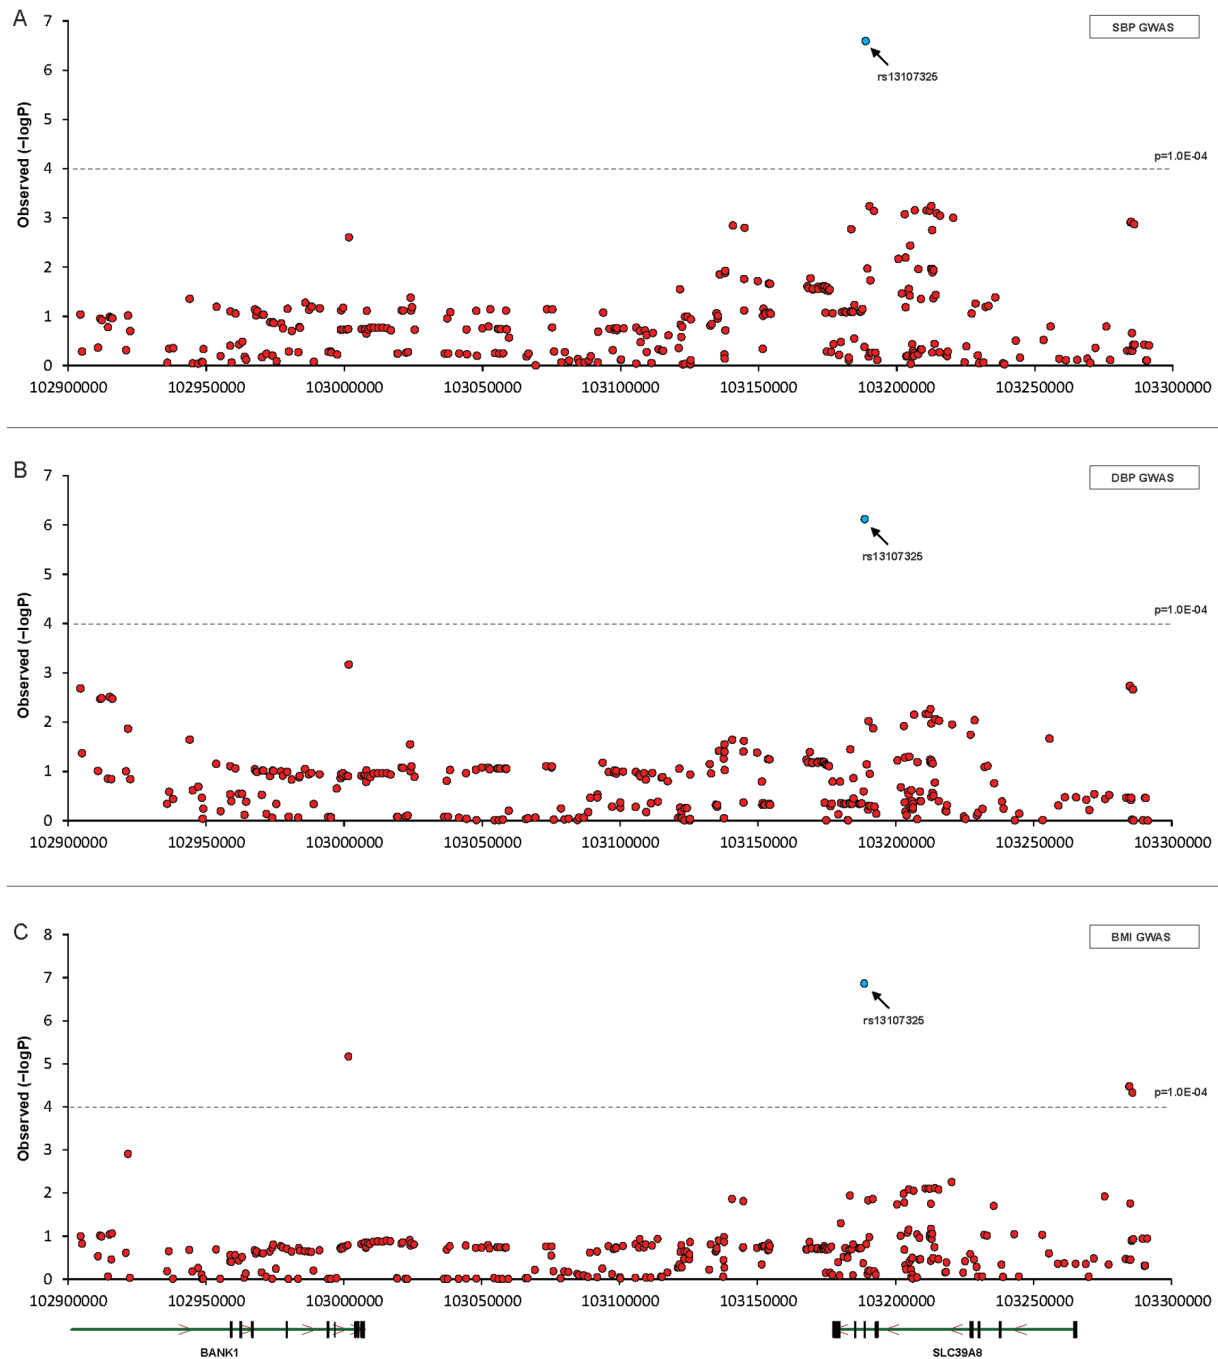 A
SBP GWAS
Observed (−logP)
7
6
5
4
3
2
1
0
rs13107325
p=1.0E-04
102900000 102950000 103000000 103050000 103100000 103150000 103200000 103250000 103300000
B
DBP GWAS
Observed (−logP)
7
6
5
4
3
2
1
0
rs13107325
p=1.0E-04
102900000 102950000 103000000 103050000 103100000 103150000 103200000 103250000 103300000
C
BMI GWAS
Observed (−logP)
8
7
6
5
4
3
2
1
0
rs13107325
p=1.0E-04
102900000 102950000 103000000 103050000 103100000 103150000 103200000 103250000 103300000
BANK1 SLC39A8